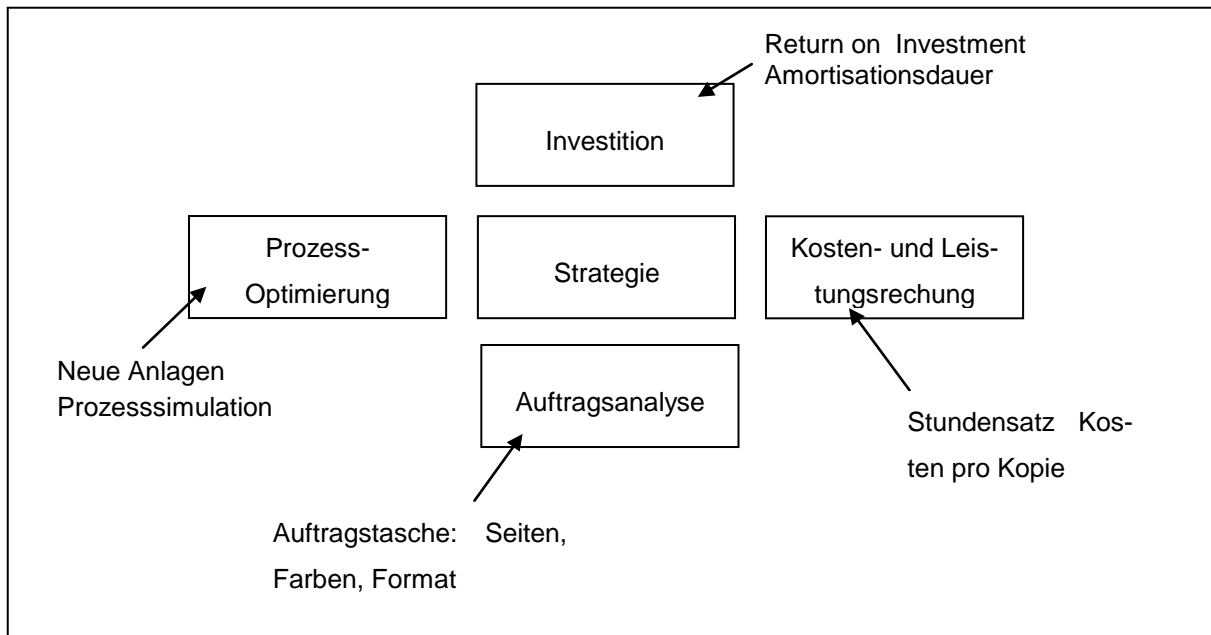 Return on Investment
Amortisationsdauer
Investition
Prozess-
Optimierung
Strategie
Kosten- und Leis-
tungsrechung
Neue Anlagen
Prozesssimulation
Auftragsanalyse
Stundensatz Kos-
ten pro Kopie
Auftragstasche: Seiten,
Farben, Format